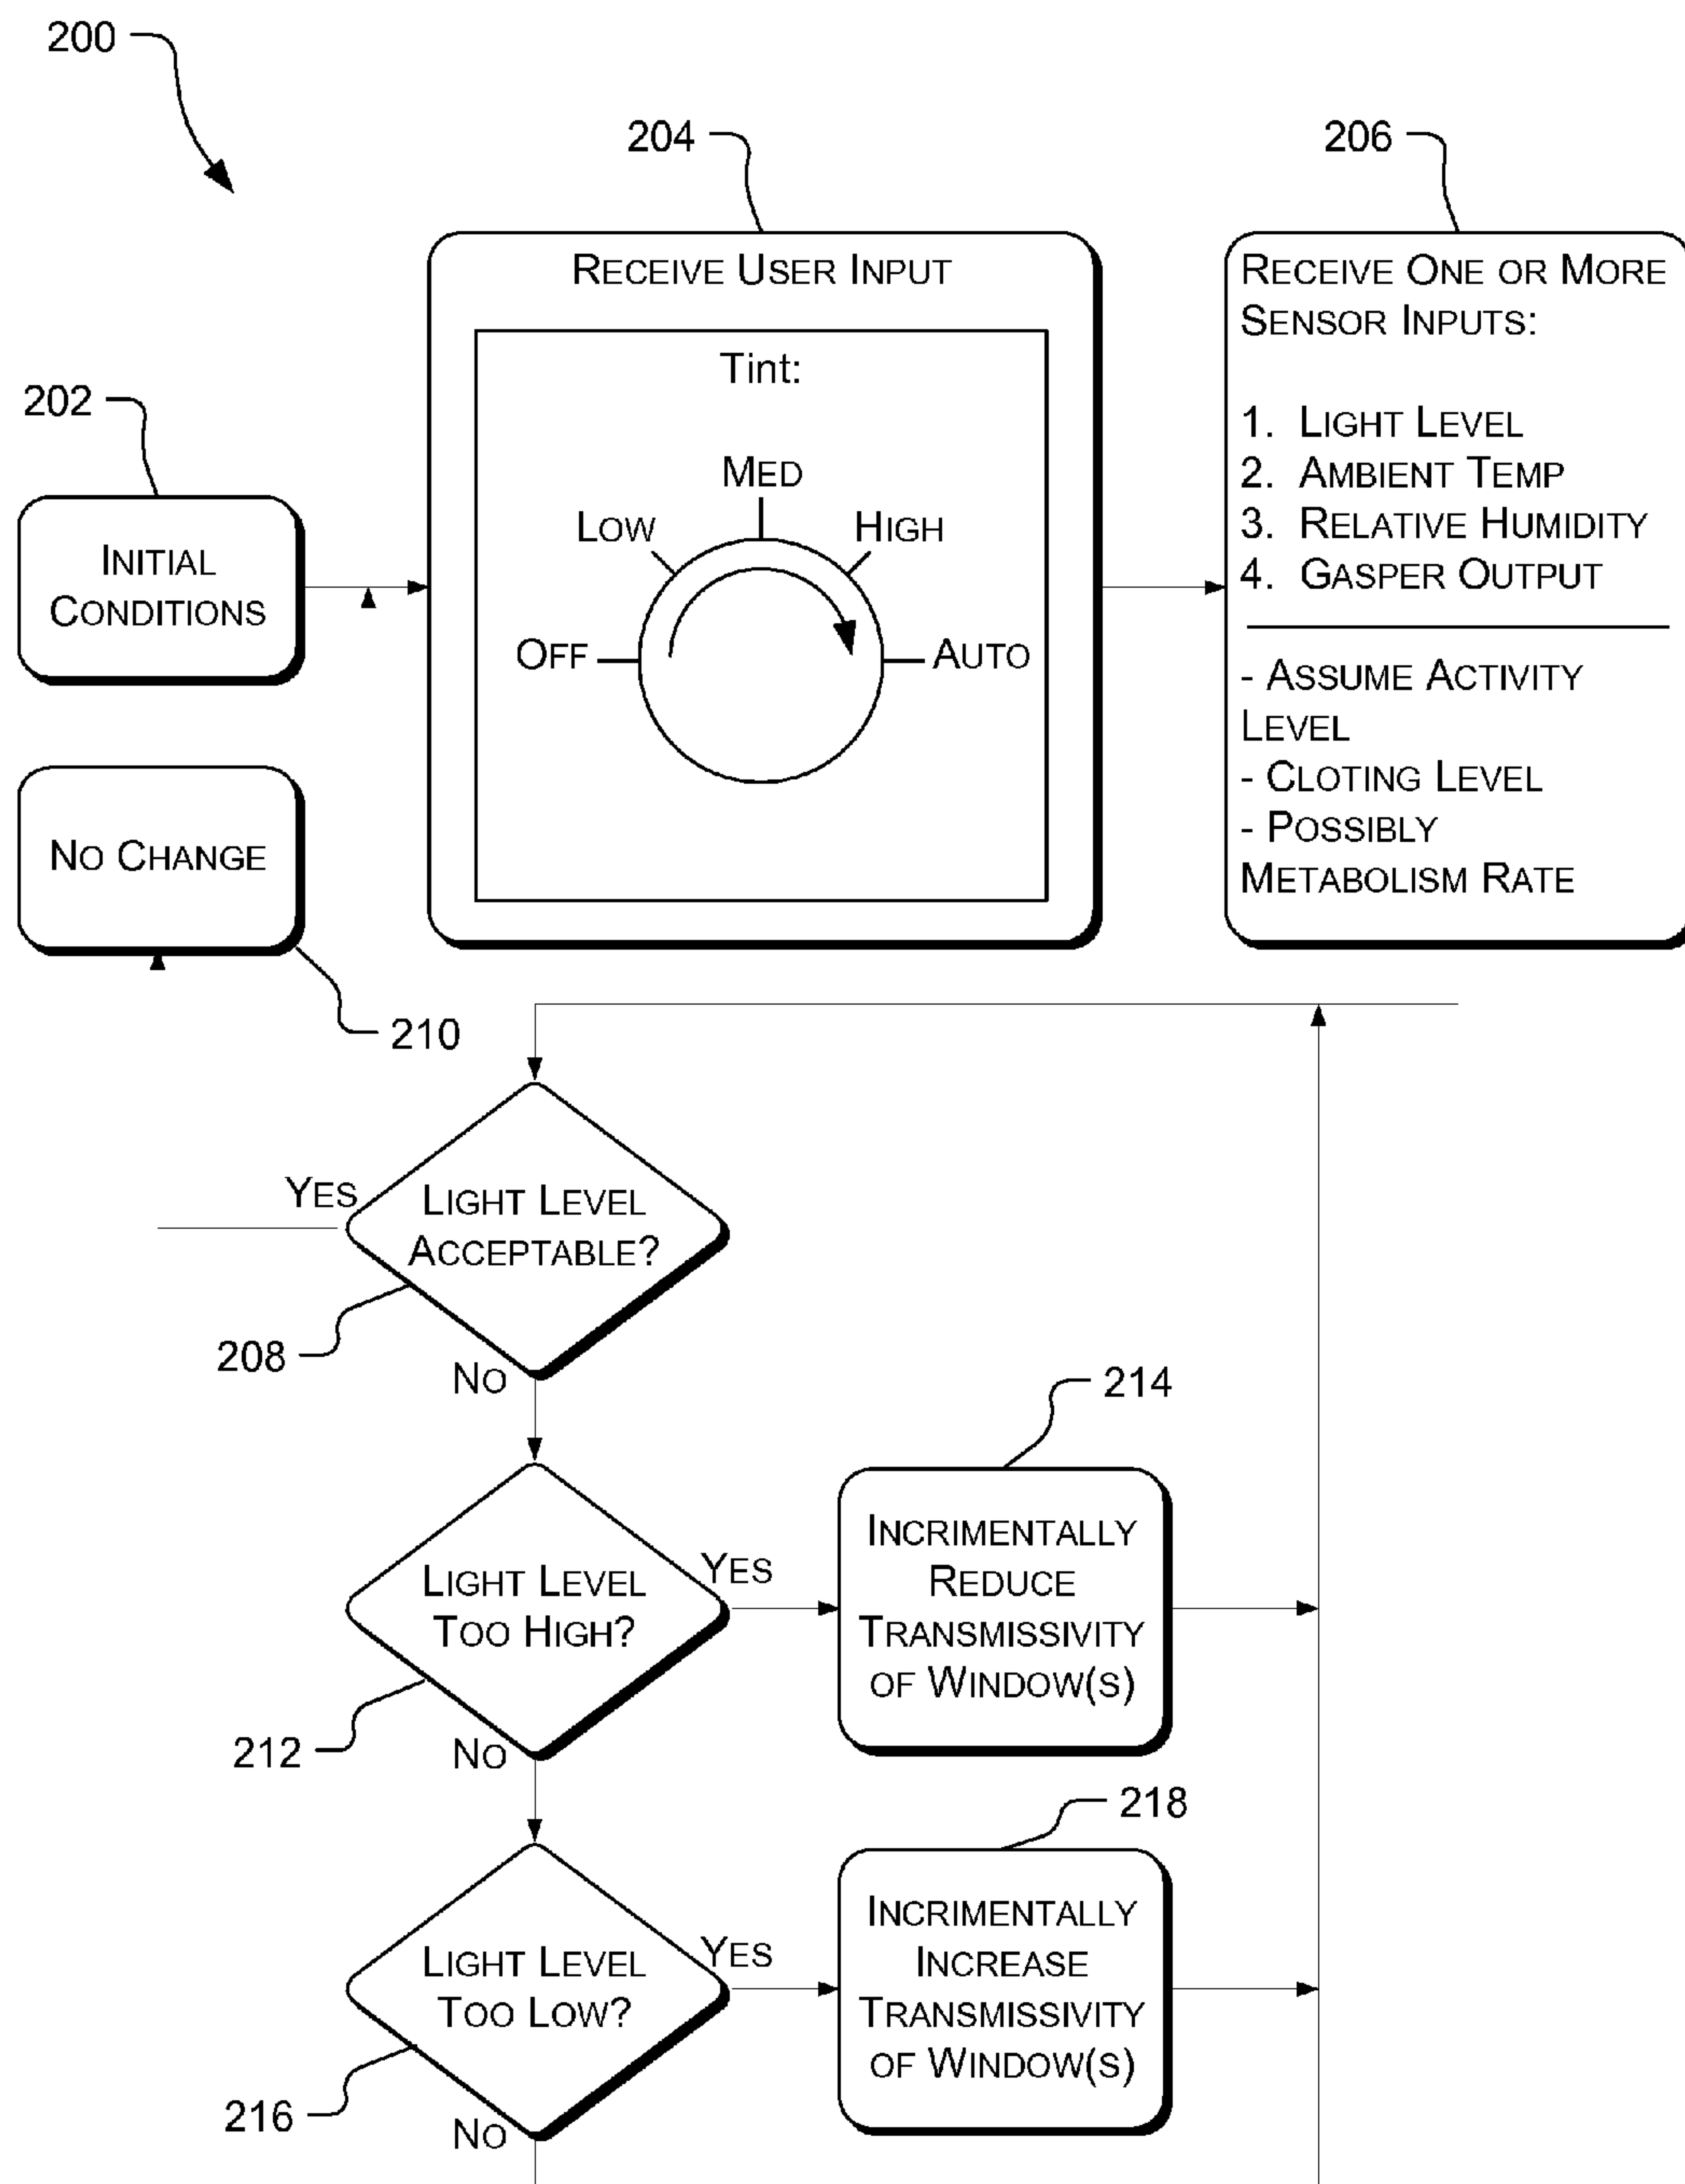 200
204
206
RECEIVE USER INPUT
Tint:
MED
LOW
HIGH
OFF
AUTO
RECEIVE ONE OR MORE
SENSOR INPUTS:
1. LIGHT LEVEL
2. AMBIENT TEMP
3. RELATIVE HUMIDITY
4. GASPER OUTPUT
- ASSUME ACTIVITY
LEVEL
- CLOTING LEVEL
- POSSIBLY
METABOLISM RATE
202
INITIAL
CONDITIONS
NO CHANGE
210
YES
LIGHT LEVEL
ACCEPTABLE?
208
NO
LIGHT LEVEL
TOO HIGH?
YES
212
NO
214
INCRIMENTALLY
REDUCE
TRANSMISSIVITY
OF WINDOW(S)
LIGHT LEVEL
TOO LOW?
YES
216
NO
218
INCRIMENTALLY
INCREASE
TRANSMISSIVITY
OF WINDOW(S)